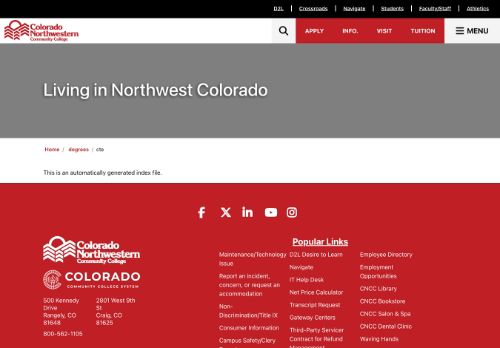 D2L Crossroads Navigate Students Faculty/Staff Athletics
Colorado
Northwestern
Community College
APPLY INFO. VISIT TUITION MENU
Living in Northwest Colorado
Home / degrees / cte
This is an automatically generated index file.
Colorado
Northwestern
Community College
COLORADO
COMMUNITY COLLEGE SYSTEM
500 Kennedy
Drive
Rangely, CO
81648
2801 West 9th
St
Craig, CO
81625
800-562-1105
Popular Links
Maintenance/Technology
Issue
Report an incident,
concern, or request an
accommodation
Non-
Discrimination/Title IX
Consumer Information
Campus Safety/Clery
D2L Desire to Learn
Navigate
IT Help Desk
Net Price Calculator
Transcript Request
Gateway Centers
Third-Party Servicer
Contract for Refund
Management
Employee Directory
Employment
Opportunities
CNCC Library
CNCC Bookstore
CNCC Salon & Spa
CNCC Dental Clinic
Waving Hands